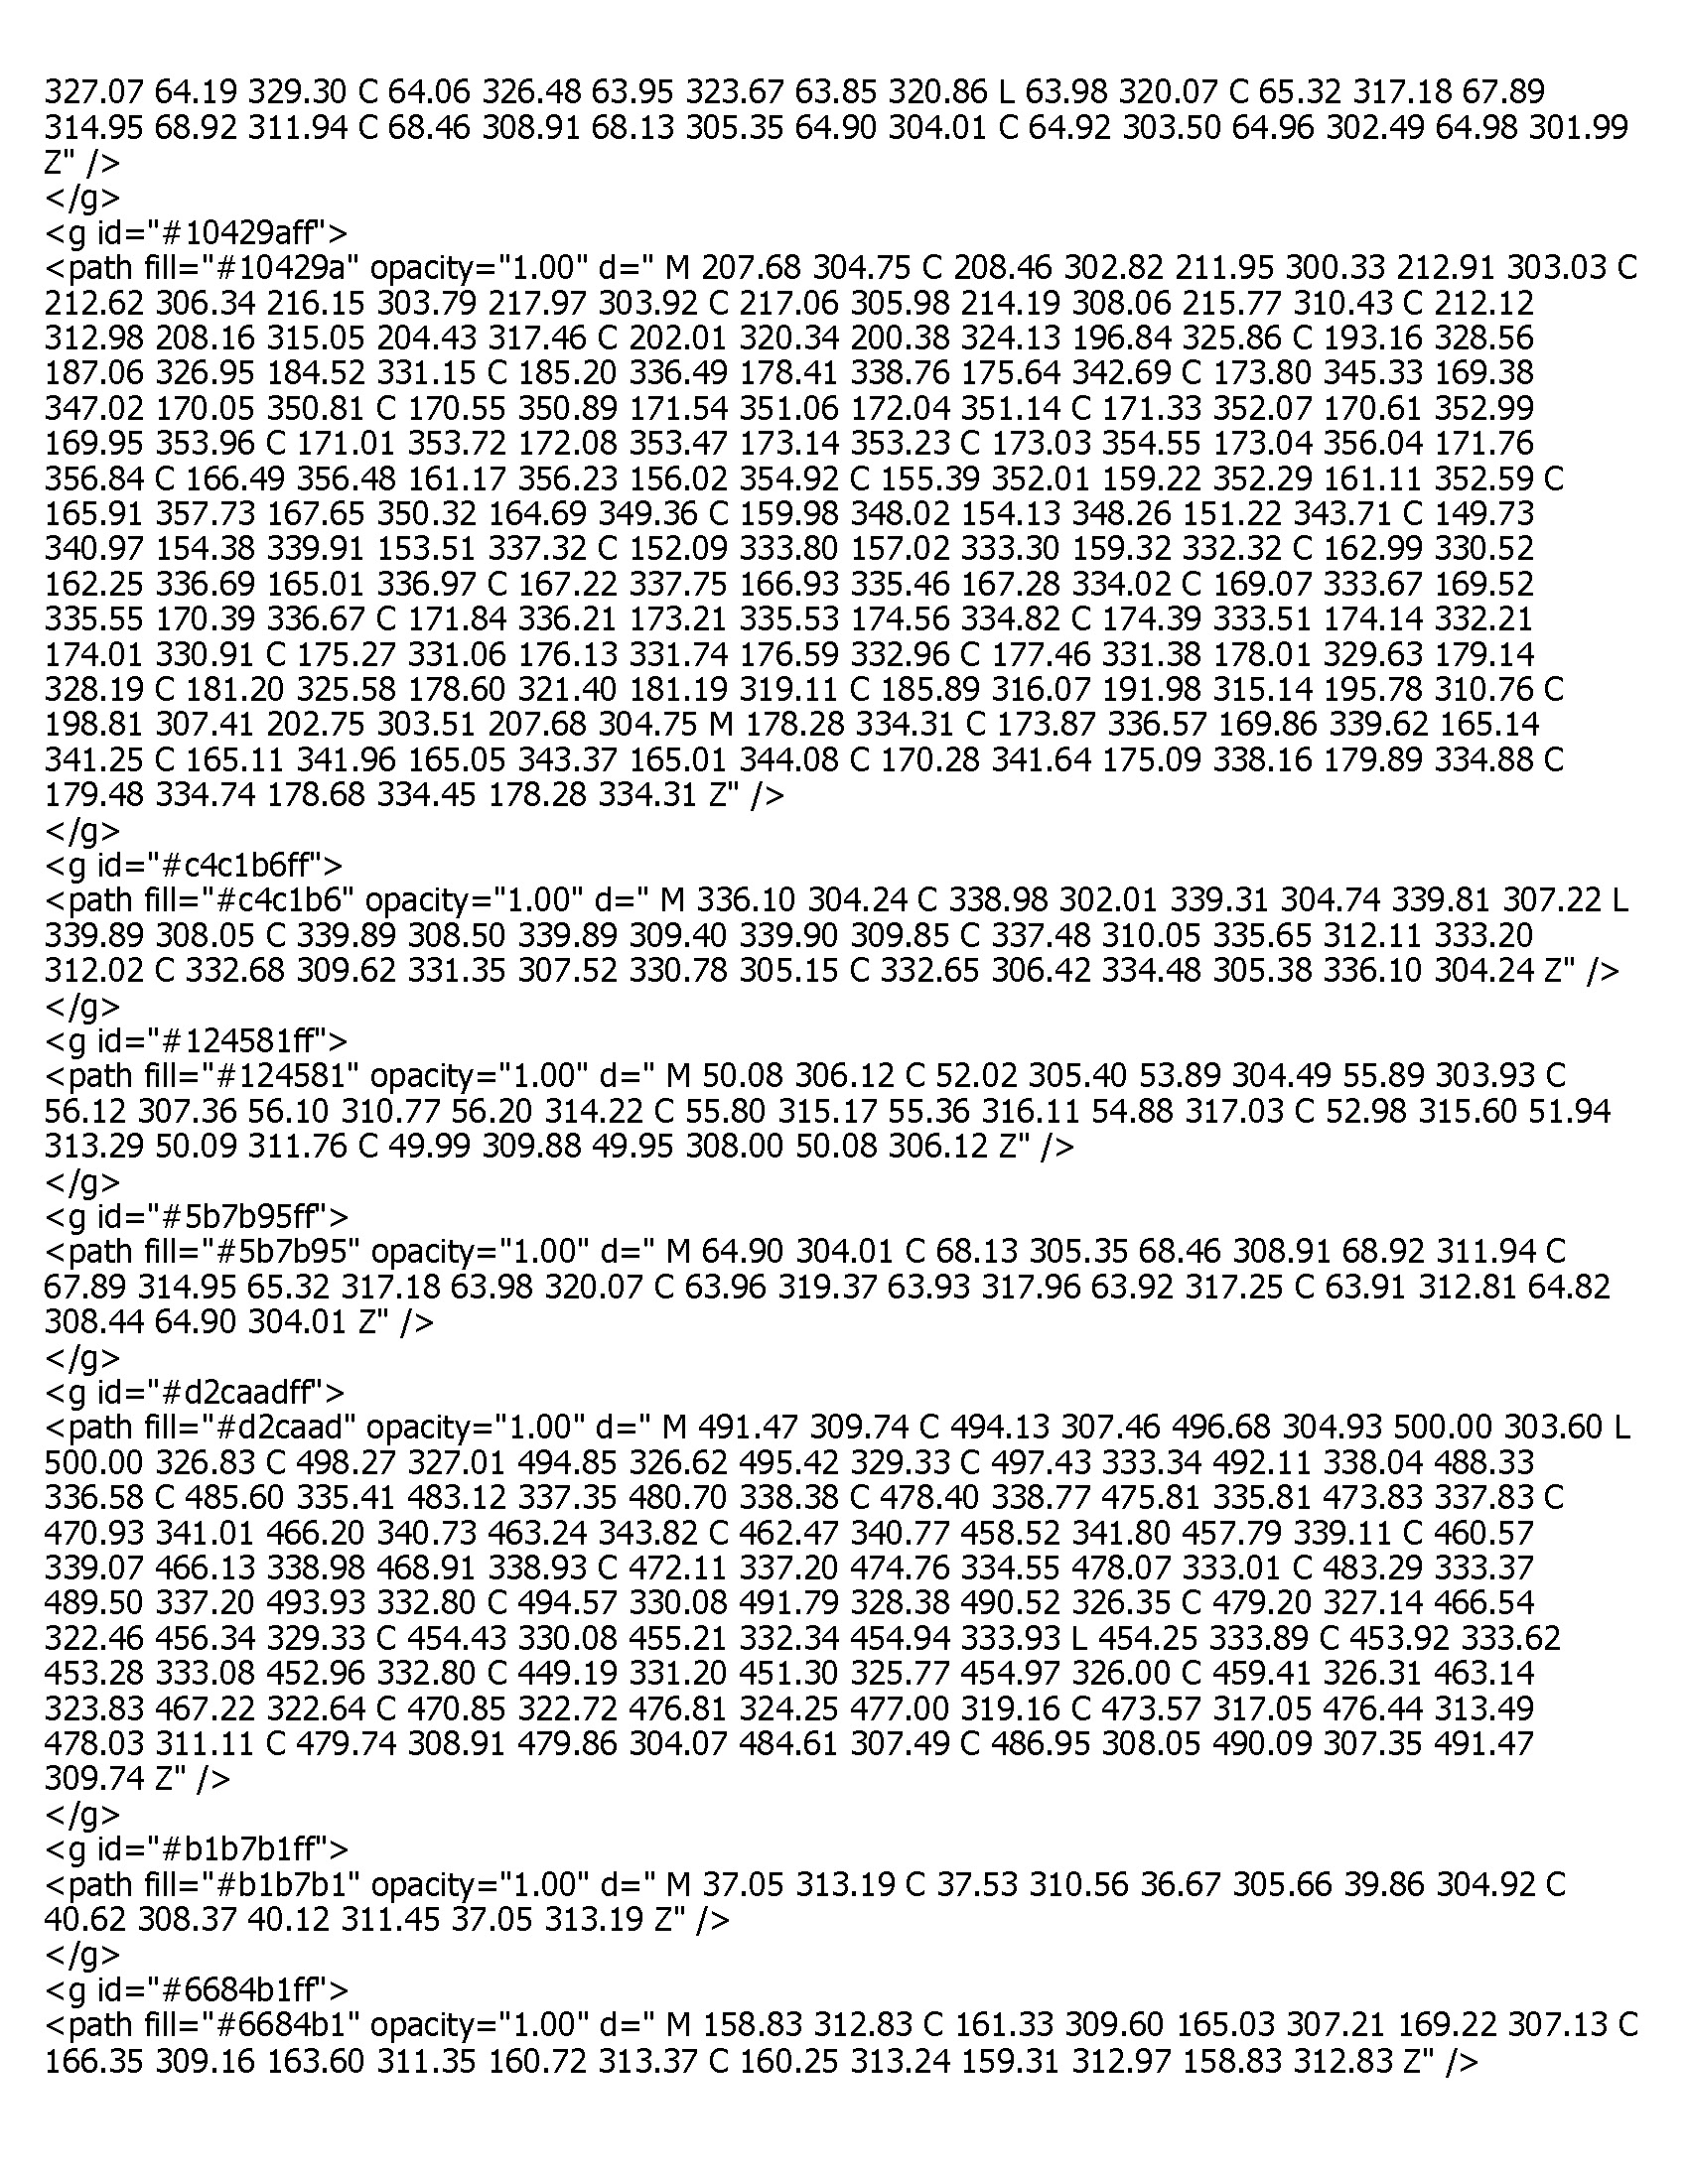 327.07 64.19 329.30 C 64.06 326.48 63.95 323.67 63.85 320.86 L 63.98 320.07 C 65.32 317.18 67.89
314.95 68.92 311.94 C 68.46 308.91 68.13 305.35 64.90 304.01 C 64.92 303.50 64.96 302.49 64.98 301.99
Z" />
</g>
<g id="#10429aff">
<path fill="#10429a" opacity="1.00" d=" M 207.68 304.75 C 208.46 302.82 211.95 300.33 212.91 303.03 C
212.62 306.34 216.15 303.79 217.97 303.92 C 217.06 305.98 214.19 308.06 215.77 310.43 C 212.12
312.98 208.16 315.05 204.43 317.46 C 202.01 320.34 200.38 324.13 196.84 325.86 C 193.16 328.56
187.06 326.95 184.52 331.15 C 185.20 336.49 178.41 338.76 175.64 342.69 C 173.80 345.33 169.38
347.02 170.05 350.81 C 170.55 350.89 171.54 351.06 172.04 351.14 C 171.33 352.07 170.61 352.99
169.95 353.96 C 171.01 353.72 172.08 353.47 173.14 353.23 C 173.03 354.55 173.04 356.04 171.76
356.84 C 166.49 356.48 161.17 356.23 156.02 354.92 C 155.39 352.01 159.22 352.29 161.11 352.59 C
165.91 357.73 167.65 350.32 164.69 349.36 C 159.98 348.02 154.13 348.26 151.22 343.71 C 149.73
340.97 154.38 339.91 153.51 337.32 C 152.09 333.80 157.02 333.30 159.32 332.32 C 162.99 330.52
162.25 336.69 165.01 336.97 C 167.22 337.75 166.93 335.46 167.28 334.02 C 169.07 333.67 169.52
335.55 170.39 336.67 C 171.84 336.21 173.21 335.53 174.56 334.82 C 174.39 333.51 174.14 332.21
174.01 330.91 C 175.27 331.06 176.13 331.74 176.59 332.96 C 177.46 331.38 178.01 329.63 179.14
328.19 C 181.20 325.58 178.60 321.40 181.19 319.11 C 185.89 316.07 191.98 315.14 195.78 310.76 C
198.81 307.41 202.75 303.51 207.68 304.75 M 178.28 334.31 C 173.87 336.57 169.86 339.62 165.14
341.25 C 165.11 341.96 165.05 343.37 165.01 344.08 C 170.28 341.64 175.09 338.16 179.89 334.88 C
179.48 334.74 178.68 334.45 178.28 334.31 Z" />
</g>
<g id="#c4c1b6ff">
<path fill="#c4c1b6" opacity="1.00" d=" M 336.10 304.24 C 338.98 302.01 339.31 304.74 339.81 307.22 L
339.89 308.05 C 339.89 308.50 339.89 309.40 339.90 309.85 C 337.48 310.05 335.65 312.11 333.20
312.02 C 332.68 309.62 331.35 307.52 330.78 305.15 C 332.65 306.42 334.48 305.38 336.10 304.24 Z" />
</g>
<g id="#124581ff">
<path fill="#124581" opacity="1.00" d=" M 50.08 306.12 C 52.02 305.40 53.89 304.49 55.89 303.93 C
56.12 307.36 56.10 310.77 56.20 314.22 C 55.80 315.17 55.36 316.11 54.88 317.03 C 52.98 315.60 51.94
313.29 50.09 311.76 C 49.99 309.88 49.95 308.00 50.08 306.12 Z" />
</g>
<g id="#5b7b95ff">
<path fill="#5b7b95" opacity="1.00" d=" M 64.90 304.01 C 68.13 305.35 68.46 308.91 68.92 311.94 C
67.89 314.95 65.32 317.18 63.98 320.07 C 63.96 319.37 63.93 317.96 63.92 317.25 C 63.91 312.81 64.82
308.44 64.90 304.01 Z" />
</g>
<g id="#d2caadff">
<path fill="#d2caad" opacity="1.00" d=" M 491.47 309.74 C 494.13 307.46 496.68 304.93 500.00 303.60 L
500.00 326.83 C 498.27 327.01 494.85 326.62 495.42 329.33 C 497.43 333.34 492.11 338.04 488.33
336.58 C 485.60 335.41 483.12 337.35 480.70 338.38 C 478.40 338.77 475.81 335.81 473.83 337.83 C
470.93 341.01 466.20 340.73 463.24 343.82 C 462.47 340.77 458.52 341.80 457.79 339.11 C 460.57
339.07 466.13 338.98 468.91 338.93 C 472.11 337.20 474.76 334.55 478.07 333.01 C 483.29 333.37
489.50 337.20 493.93 332.80 C 494.57 330.08 491.79 328.38 490.52 326.35 C 479.20 327.14 466.54
322.46 456.34 329.33 C 454.43 330.08 455.21 332.34 454.94 333.93 L 454.25 333.89 C 453.92 333.62
453.28 333.08 452.96 332.80 C 449.19 331.20 451.30 325.77 454.97 326.00 C 459.41 326.31 463.14
323.83 467.22 322.64 C 470.85 322.72 476.81 324.25 477.00 319.16 C 473.57 317.05 476.44 313.49
478.03 311.11 C 479.74 308.91 479.86 304.07 484.61 307.49 C 486.95 308.05 490.09 307.35 491.47
309.74 Z" />
</g>
<g id="#b1b7b1ff">
<path fill="#b1b7b1" opacity="1.00" d=" M 37.05 313.19 C 37.53 310.56 36.67 305.66 39.86 304.92 C
40.62 308.37 40.12 311.45 37.05 313.19 Z" />
</g>
<g id="#6684b1ff">
<path fill="#6684b1" opacity="1.00" d=" M 158.83 312.83 C 161.33 309.60 165.03 307.21 169.22 307.13 C
166.35 309.16 163.60 311.35 160.72 313.37 C 160.25 313.24 159.31 312.97 158.83 312.83 Z" />